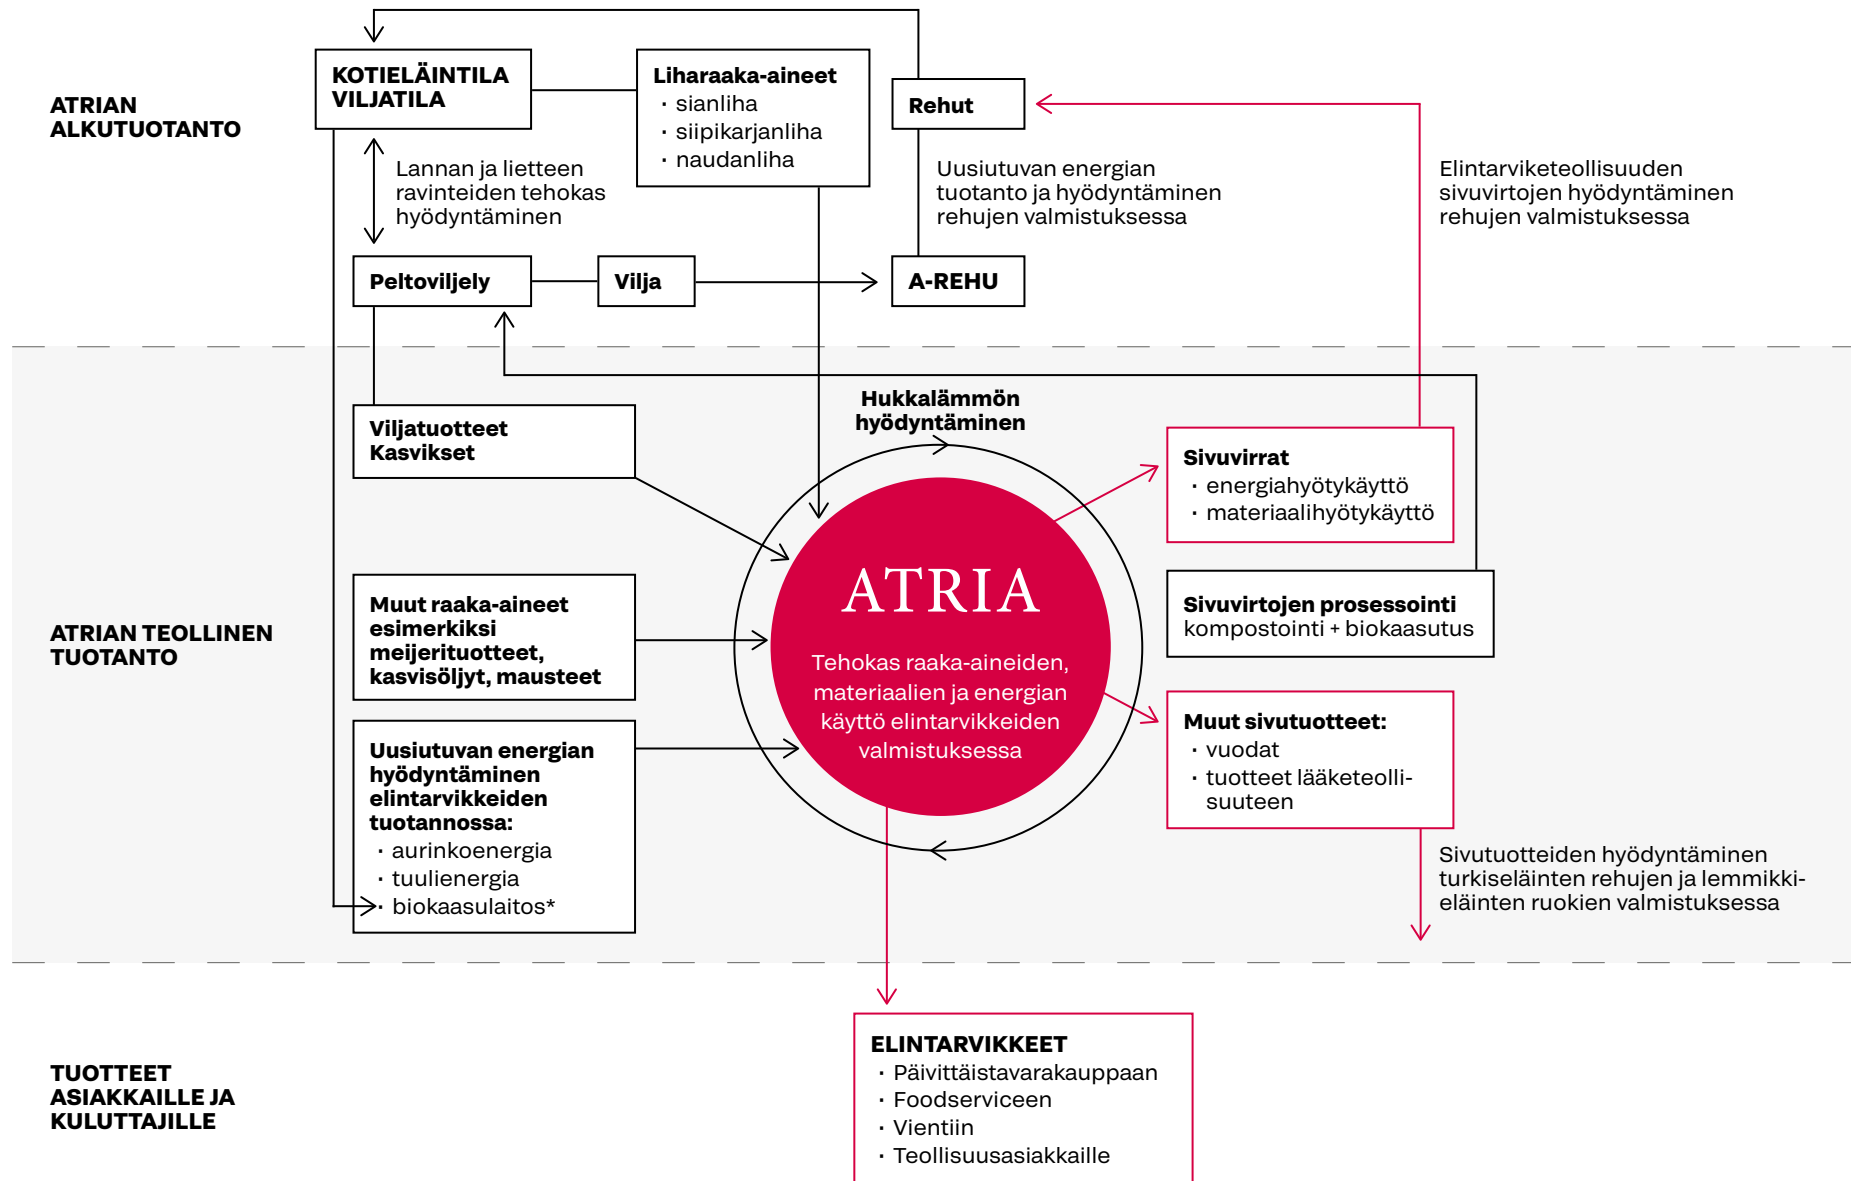 ATRIAN
ALKUTUOTANTO
KOTIELÄINTILA
VILJATILA
Liharaaka-aineet
· sianliha
· siipikarjanliha
· naudanliha
Rehut
Lannan ja lietteen
ravinteiden tehokas
hyödyntäminen
Uusiutuvan energian
tuotanto ja hyödyntäminen
rehujen valmistuksessa
Elintarviketeollisuuden
sivuvirtojen hyödyntäminen
rehujen valmistuksessa
Peltoviljely
Vilja
A-REHU
ATRIAN TEOLLINEN
TUOTANTO
Viljatuotteet
Kasvikset
Muut raaka-aineet
esimerkiksi
meijerituotteet,
kasvisöljyt, mausteet
Uusiutuvan energian
hyödyntäminen
elintarvikkeiden
tuotannossa:
· aurinkoenergia
· tuulienergia
· biokaasulaitos*
Hukkalämmön
hyödyntäminen
ATRIA
Tehokas raaka-aineiden,
materiaalien ja energian
käyttö elintarvikkeiden
valmistuksessa
Sivuvirrat
· energiahyötykäyttö
· materiaalihyötykäyttö
Sivuvirtojen prosessointi
kompostointi + biokaasutus
Muut sivutuotteet:
· vuodat
· tuotteet lääketeolli-
suuteen
Sivutuotteiden hyödyntäminen
turkiseläinten rehujen ja lemmikki-
eläinten ruokien valmistuksessa
TUOTTEET
ASIAKKAILLE JA
KULUTTAJILLE
ELINTARVIKKEET
· Päivittäistavarakauppaan
· Foodserviceen
· Vientiin
· Teollisuusasiakkaille